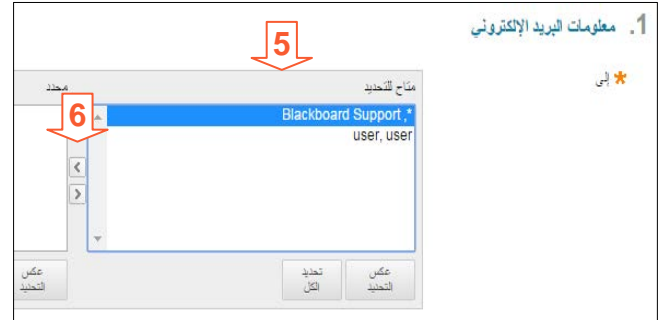 1. معلومات البريد الإلكتروني
5
★ إلى
متاح للتحديد
محدد
6
Blackboard Support ,*
user, user
<
>
عكس التحديد
تحديد الكل
عكس التحديد